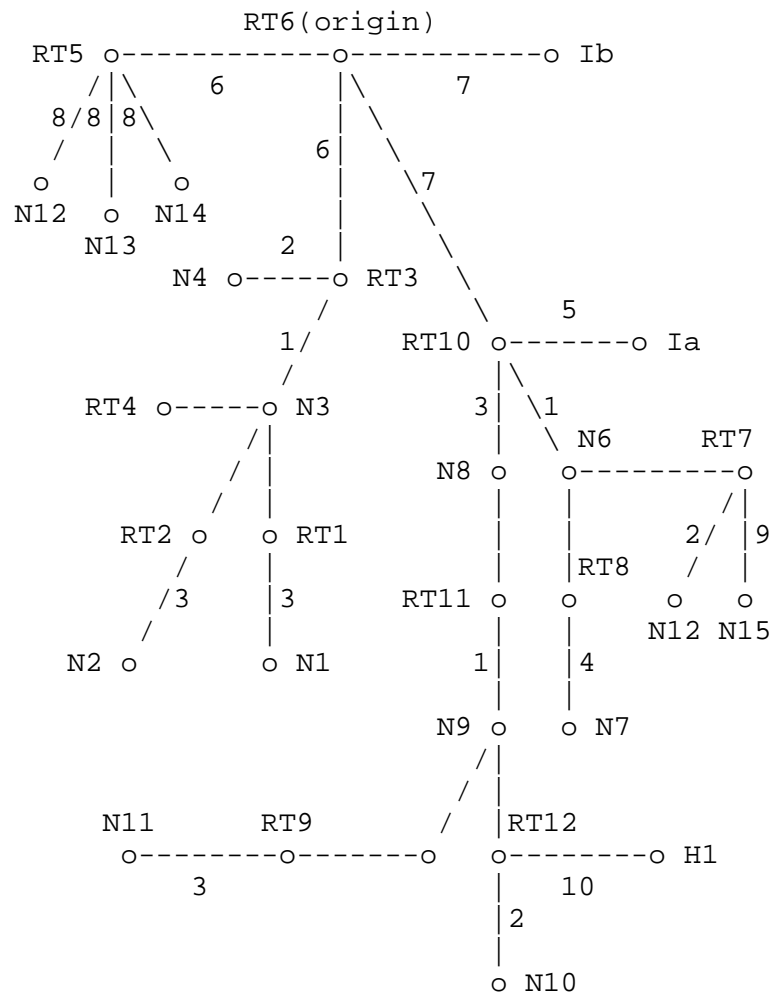 RT6(origin)
RT5 o------------o-----------o Ib
6 7
8/8|8\
6
7
o o o
N12 o N14
N13
2
N4 o-----o RT3
5
1/
RT10 o-------o Ia
RT4 o-----o N3
3| \1
N6 RT7
N8 o o---------o
RT2 o o RT1
2/ |9
RT8
/3 |3
RT11 o o o o
N12 N15
N2 o o N1
1| |4
N9 o o N7
N11 RT9 RT12
o--------o-------o o--------o H1
3 10
|2
o N10